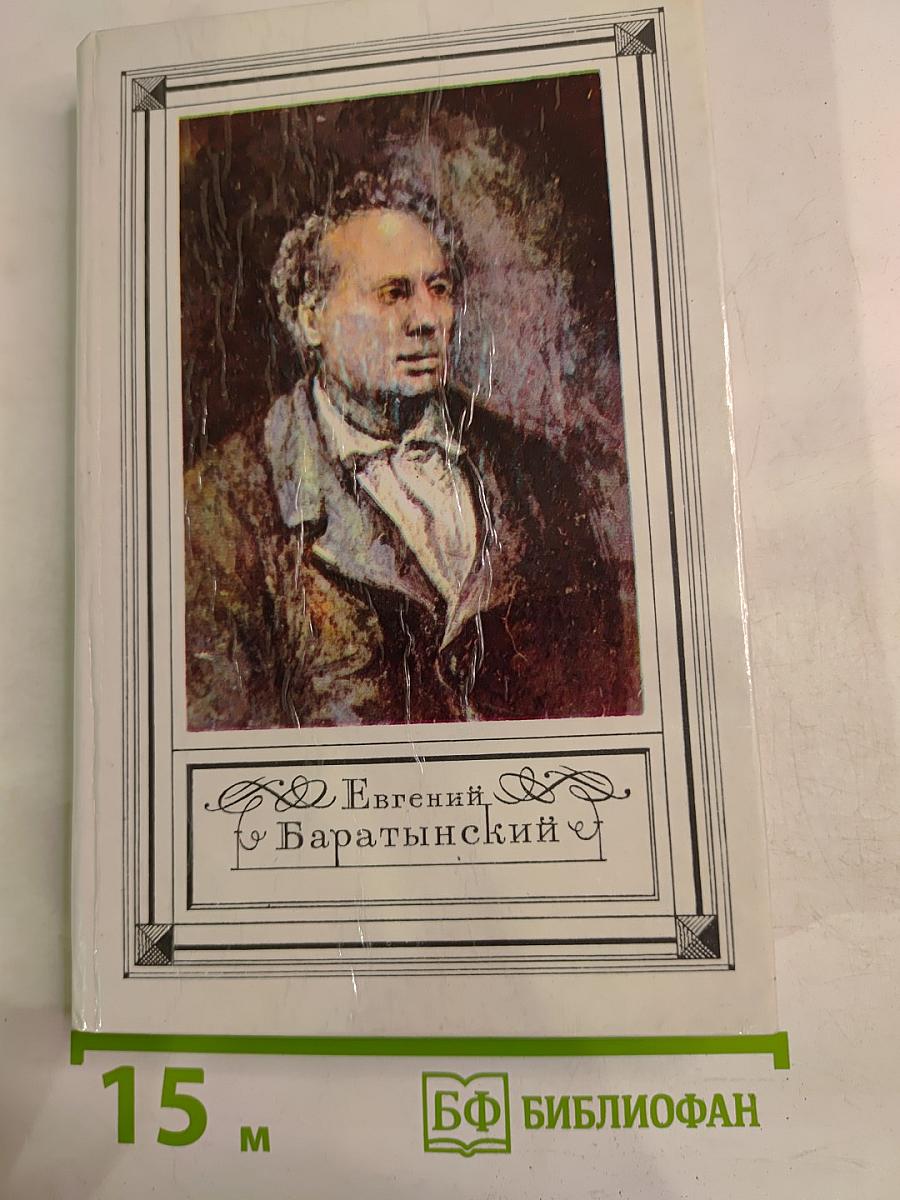 Евгений
Баратынский
15 м
БФ БИБЛИОФАН